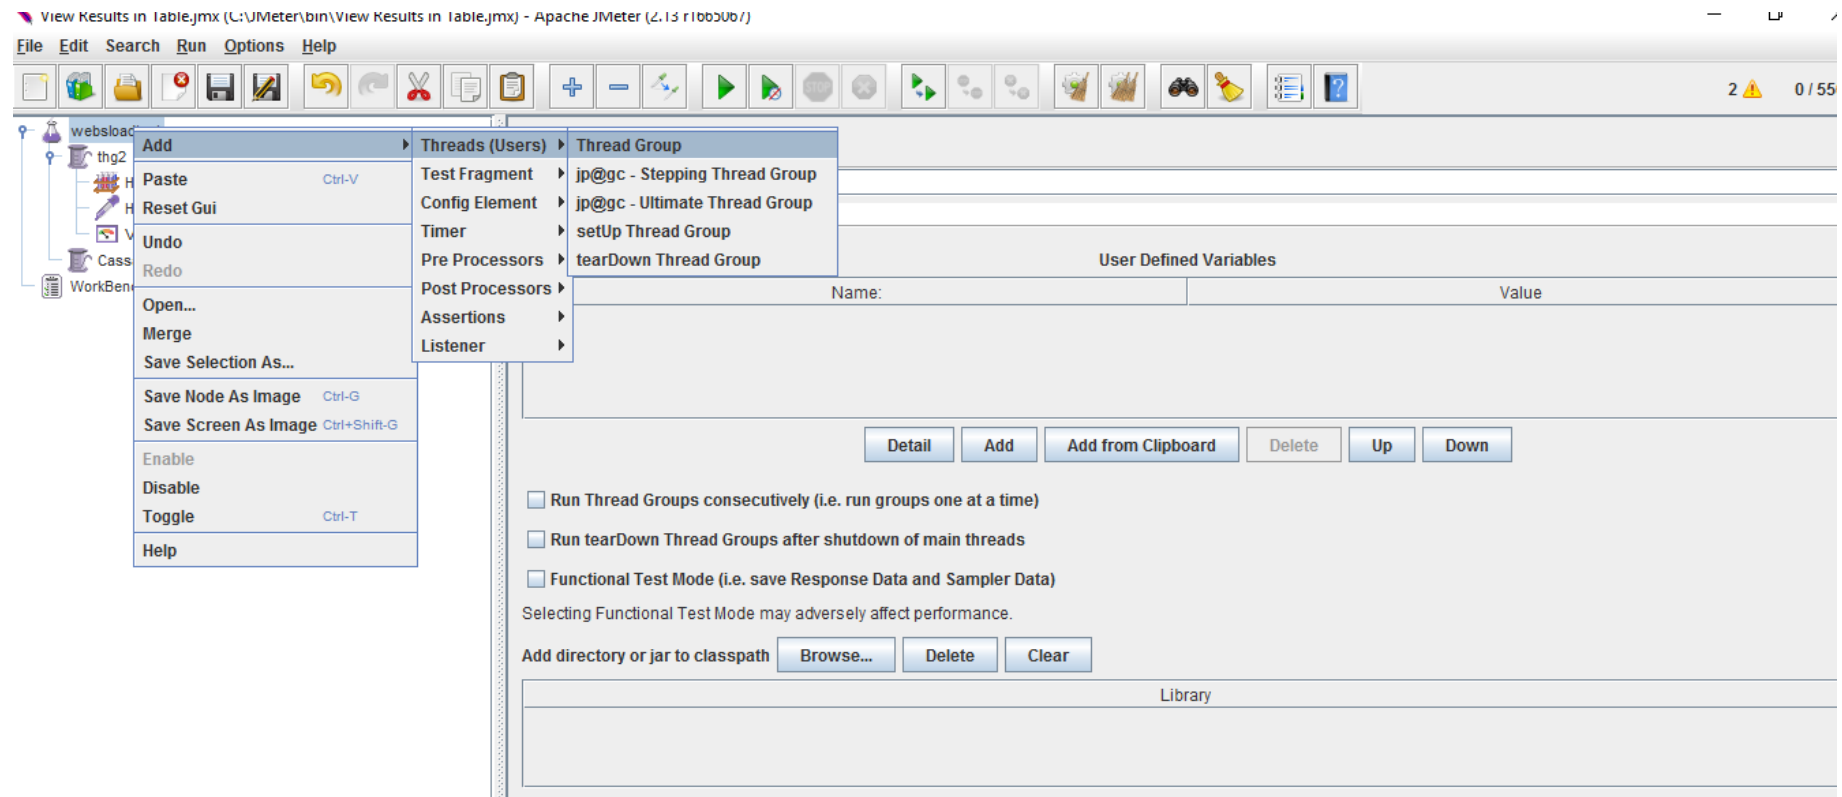 View Results in Table.jmx (C:\JMeter\bin\View Results in Table.jmx) - Apache JMeter (2.13 r1665067)
File Edit Search Run Options Help
STOP
2
0 / 55
thg2
H
H
V
WorkBen
Add
Paste Ctrl-V
Reset Gui
Undo
Redo
Open...
Merge
Save Selection As...
Save Node As Image Ctrl-G
Save Screen As Image Ctrl+Shift-G
Enable
Disable
Toggle Ctrl-T
Help
Threads (Users)
Test Fragment
Config Element
Timer
Pre Processors
Post Processors
Assertions
Listener
Thread Group
jp@gc - Stepping Thread Group
jp@gc - Ultimate Thread Group
setUp Thread Group
tearDown Thread Group
User Defined Variables
Name: Value
Detail Add Add from Clipboard Delete Up Down
Run Thread Groups consecutively (i.e. run groups one at a time)
Run tearDown Thread Groups after shutdown of main threads
Functional Test Mode (i.e. save Response Data and Sampler Data)
Selecting Functional Test Mode may adversely affect performance.
Add directory or jar to classpath Browse... Delete Clear
Library